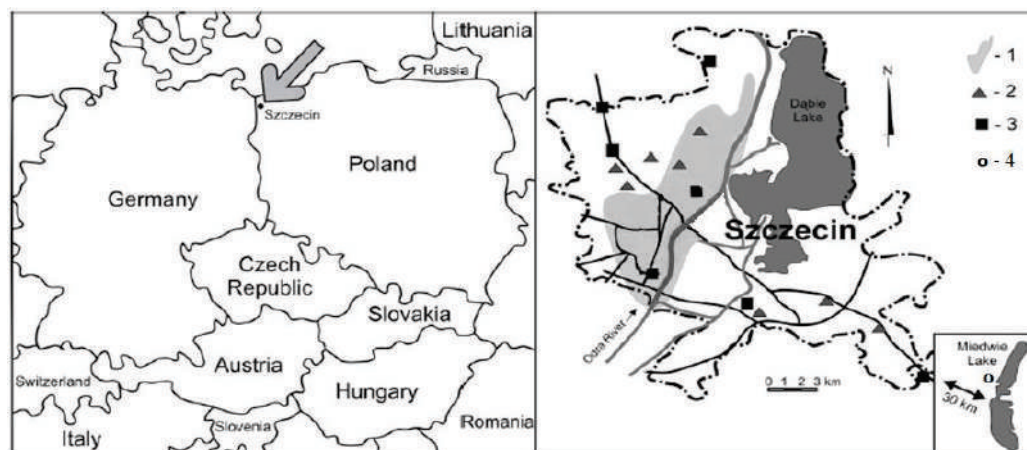 Lithuania
Russia
Szczecin
Poland
Germany
Czech
Republic
Slovakia
Austria
Switzerland
Hungary
Slovenia
Romania
Italy
Dąbie
Lake
N
- 1
- 2
- 3
o - 4
Szczecin
Odra River
0 1 2 3 km
Miedwie
Lake
o
30 km